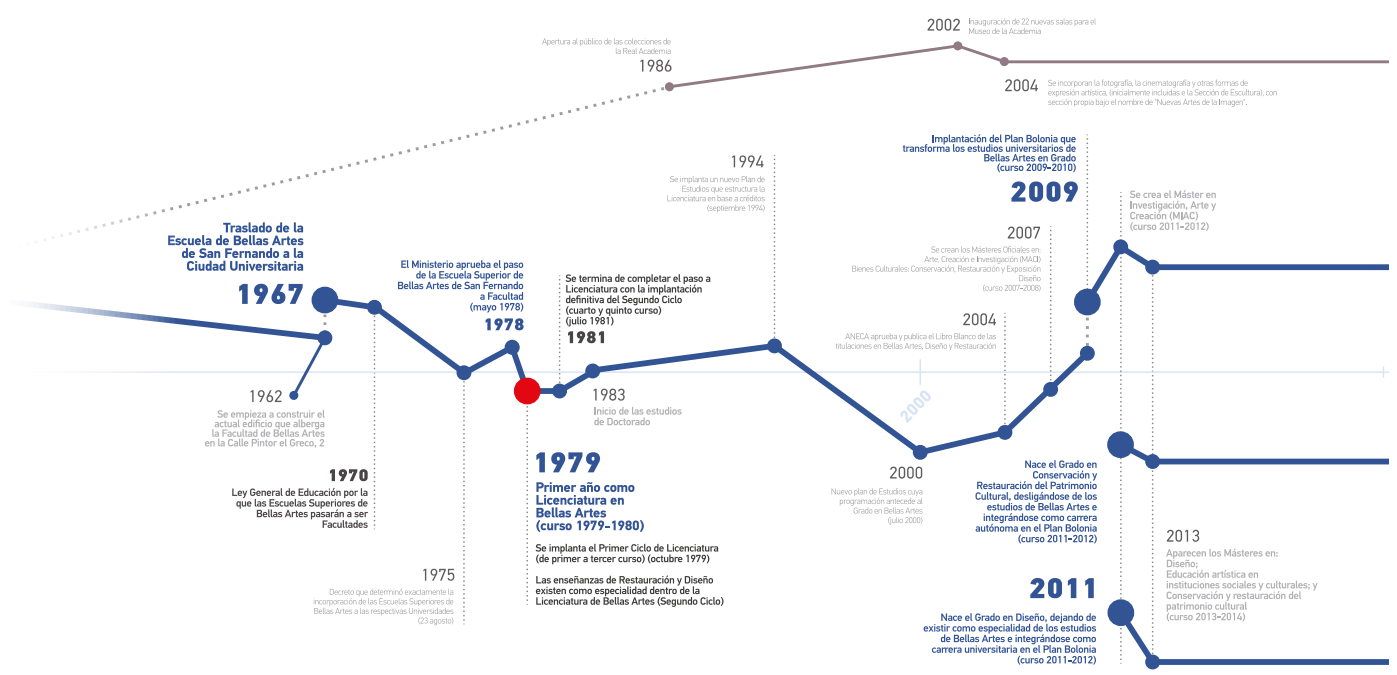 Apertura al público de las colecciones de
la Real Academia
1986
2002
Inauguración de 22 nuevas salas para el
Museo de la Academia
2004
Se incorporan la fotografía, la cinematografía y otras formas de
expresión artística, (inicialmente incluidas e la Sección de Escultura), con
sección propia bajo el nombre de "Nuevas Artes de la Imagen".
Traslado de la
Escuela de Bellas Artes
de San Fernando a la
Ciudad Universitaria
1967
1962
Se empieza a construir el
actual edificio que alberga
la Facultad de Bellas Artes
en la Calle Pintor el Greco, 2
1970
Ley General de Educación por la
que las Escuelas Superiores de
Bellas Artes pasarán a ser
Facultades
1975
Decreto que determinó exactamente la
incorporación de las Escuelas Superiores de
Bellas Artes a las respectivas Universidades
(23 agosto)
El Ministerio aprueba el paso
de la Escuela Superior de
Bellas Artes de San Fernando
a Facultad
(mayo 1978)
1978
1979
Primer año como
Licenciatura en
Bellas Artes
(curso 1979-1980)
Se implanta el Primer Ciclo de Licenciatura
(de primer a tercer curso) (octubre 1979)
Las enseñanzas de Restauración y Diseño
existen como especialidad dentro de la
Licenciatura de Bellas Artes (Segundo Ciclo)
Se termina de completar el paso a
Licenciatura con la implantación
definitiva del Segundo Ciclo
(cuarto y quinto curso)
(julio 1981)
1981
1983
Inicio de las estudios
de Doctorado
1994
Se implanta un nuevo Plan de
Estudios que estructura la
Licenciatura en base a créditos
(septiembre 1994)
2000
2000
Nuevo plan de Estudios cuya
programación antecede al
Grado en Bellas Artes
(julio 2000)
2004
ANECA aprueba y publica el Libro Blanco de las
titulaciones en Bellas Artes, Diseño y Restauración
2007
Se crean los Másteres Oficiales en:
Arte, Creación e Investigación (MACI)
Bienes Culturales: Conservación, Restauración y Exposición
Diseño
(curso 2007-2008)
Implantación del Plan Bolonia que
transforma los estudios universitarios de
Bellas Artes en Grado
(curso 2009-2010)
2009
Se crea el Máster en
Investigación, Arte y
Creación (MIAC)
(curso 2011-2012)
Nace el Grado en
Conservación y
Restauración del Patrimonio
Cultural, desligándose de los
estudios de Bellas Artes e
integrándose como carrera
autónoma en el Plan Bolonia
(curso 2011-2012)
2011
Nace el Grado en Diseño, dejando de
existir como especialidad de los estudios
de Bellas Artes e integrándose como
carrera universitaria en el Plan Bolonia
(curso 2011-2012)
2013
Aparecen los Másteres en:
Diseño;
Educación artística en
instituciones sociales y culturales; y
Conservación y restauración del
patrimonio cultural
(curso 2013-2014)